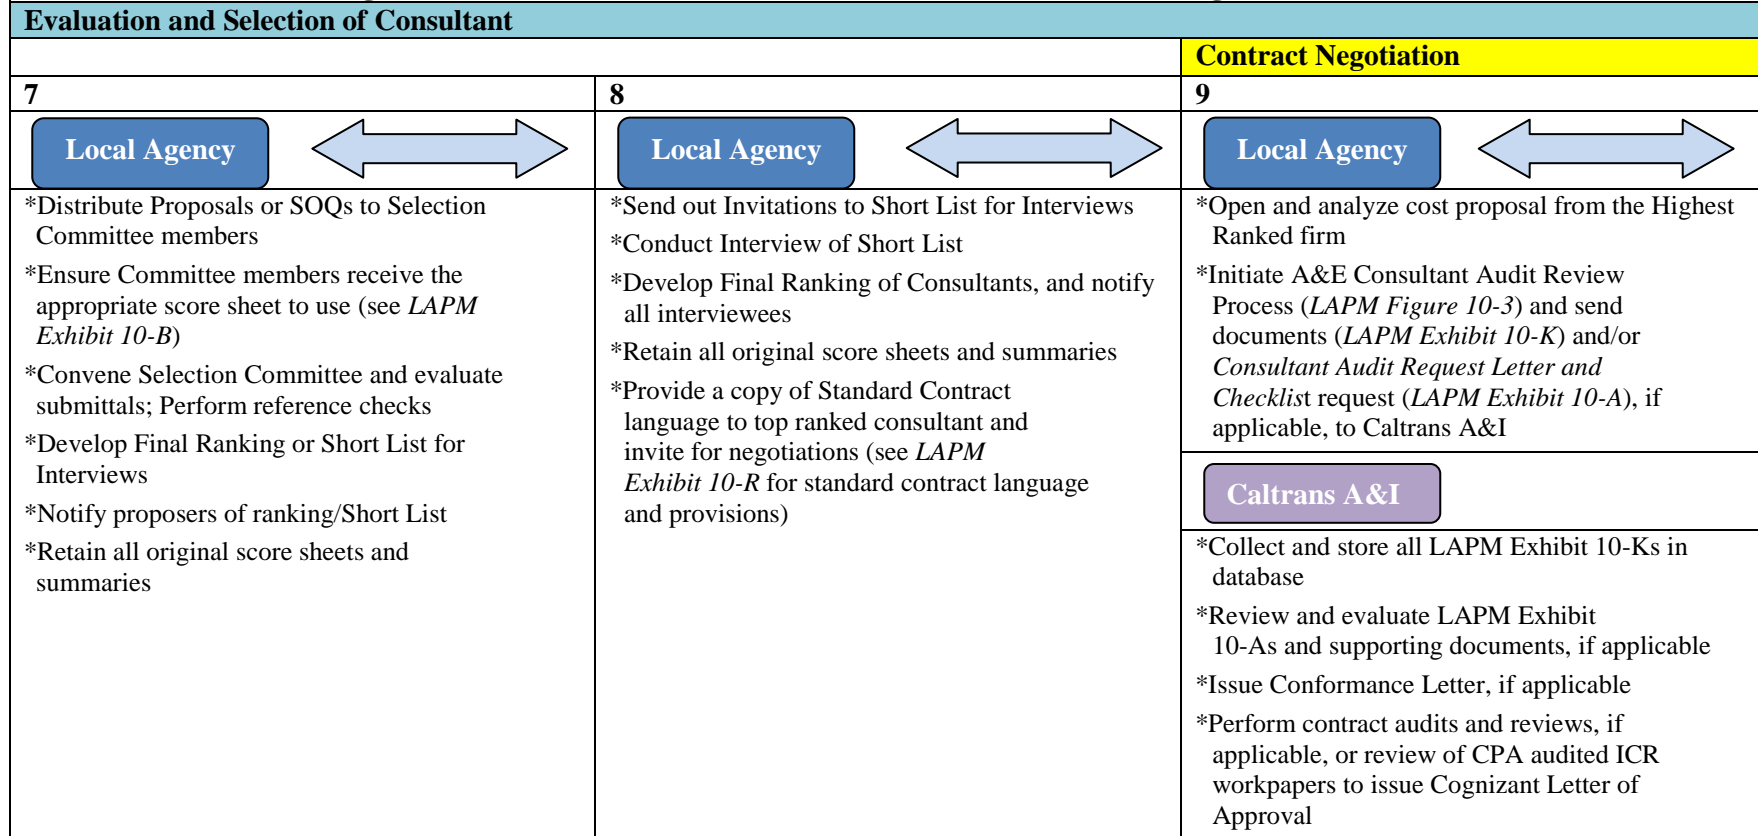 Evaluation and Selection of Consultant
Contract Negotiation
7
8
9
Local Agency
Local Agency
Local Agency
*Distribute Proposals or SOQs to Selection
Committee members
*Ensure Committee members receive the
appropriate score sheet to use (see LAPM
Exhibit 10-B)
*Convene Selection Committee and evaluate
submittals; Perform reference checks
*Develop Final Ranking or Short List for
Interviews
*Notify proposers of ranking/Short List
*Retain all original score sheets and
summaries
*Send out Invitations to Short List for Interviews
*Conduct Interview of Short List
*Develop Final Ranking of Consultants, and notify
all interviewees
*Retain all original score sheets and summaries
*Provide a copy of Standard Contract
language to top ranked consultant and
invite for negotiations (see LAPM
Exhibit 10-R for standard contract language
and provisions)
*Open and analyze cost proposal from the Highest
Ranked firm
*Initiate A&E Consultant Audit Review
Process (LAPM Figure 10-3) and send
documents (LAPM Exhibit 10-K) and/or
Consultant Audit Request Letter and
Checklist request (LAPM Exhibit 10-A), if
applicable, to Caltrans A&I
Caltrans A&I
*Collect and store all LAPM Exhibit 10-Ks in
database
*Review and evaluate LAPM Exhibit
10-As and supporting documents, if applicable
*Issue Conformance Letter, if applicable
*Perform contract audits and reviews, if
applicable, or review of CPA audited ICR
workpapers to issue Cognizant Letter of
Approval